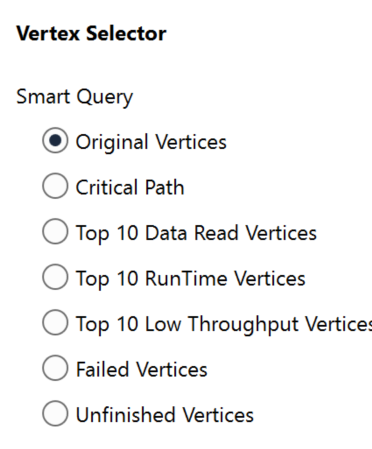 Vertex Selector
Smart Query
Original Vertices
Critical Path
Top 10 Data Read Vertices
Top 10 RunTime Vertices
Top 10 Low Throughput Vertices
Failed Vertices
Unfinished Vertices